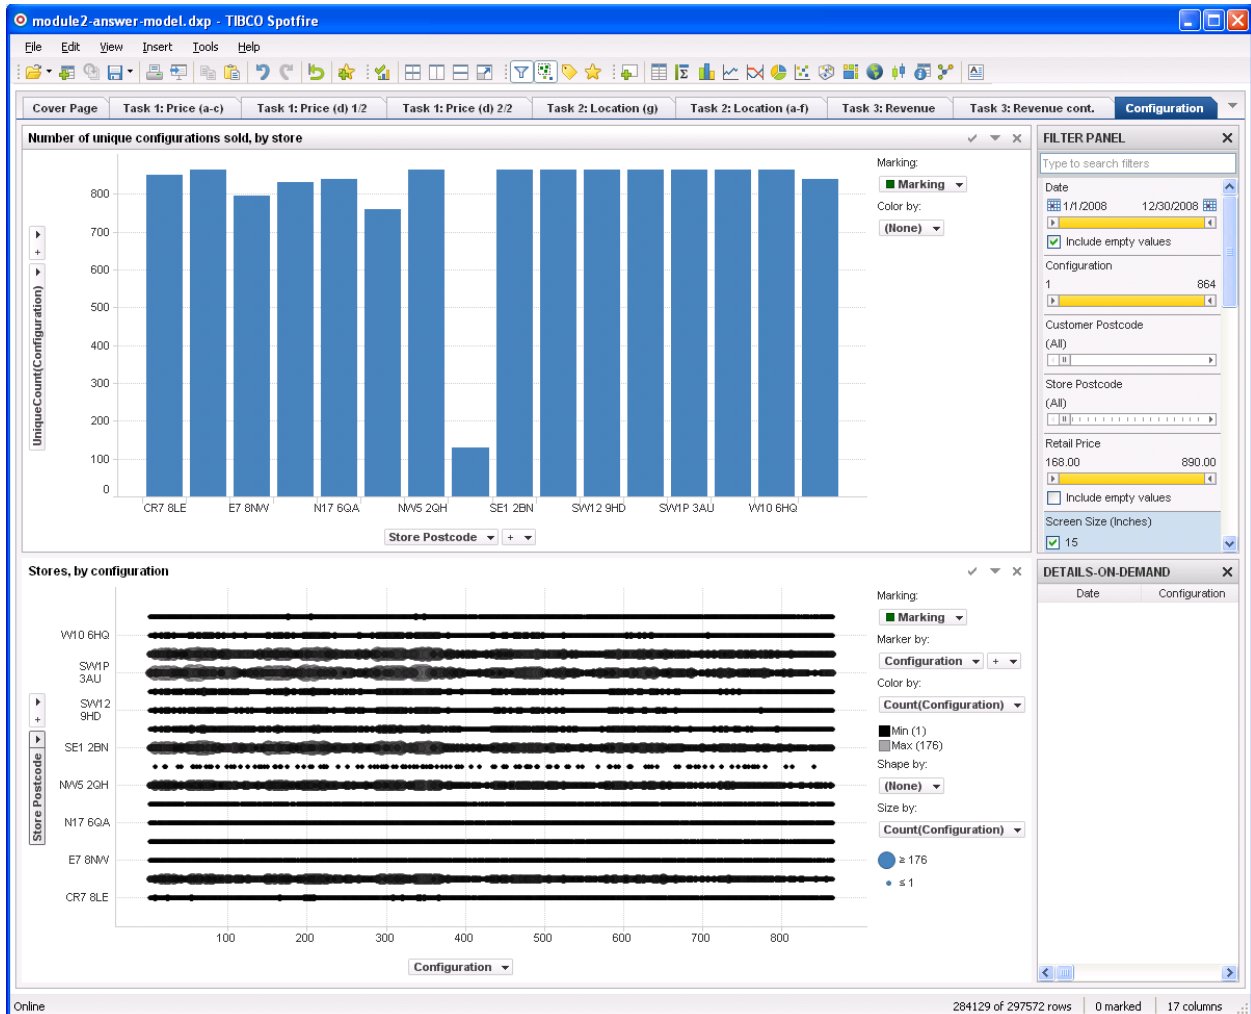 module2-answer-model.dxp - TIBCO Spotfire
File Edit View Insert Tools Help
Cover Page Task 1: Price (a-c) Task 1: Price (d) 1/2 Task 1: Price (d) 2/2 Task 2: Location (g) Task 2: Location (a-f) Task 3: Revenue Task 3: Revenue cont. Configuration
Number of unique configurations sold, by store
UniqueCount(Configuration)
+
800
700
600
500
400
300
200
100
0
CR7 8LE E7 8NW N17 6QA NW5 2QH SE1 2BN SW12 9HD SW1P 3AU W10 6HQ
Store Postcode +
Marking:
Marking
Color by:
(None)
Stores, by configuration
Store Postcode
+
W10 6HQ
SW1P
3AU
SW12
9HD
SE1 2BN
NW5 2QH
N17 6QA
E7 8NW
CR7 8LE
100 200 300 400 500 600 700 800
Configuration
Marking:
Marking
Marker by:
Configuration +
Color by:
Count(Configuration)
Min (1)
Max (176)
Shape by:
(None)
Size by:
Count(Configuration)
≥ 176
≤ 1
FILTER PANEL
Type to search filters
Date
1/1/2008 12/30/2008
Include empty values
Configuration
1 864
Customer Postcode
(All)
Store Postcode
(All)
Retail Price
168.00 890.00
Include empty values
Screen Size (Inches)
15
DETAILS-ON-DEMAND
Date Configuration
Online 284129 of 297572 rows 0 marked 17 columns